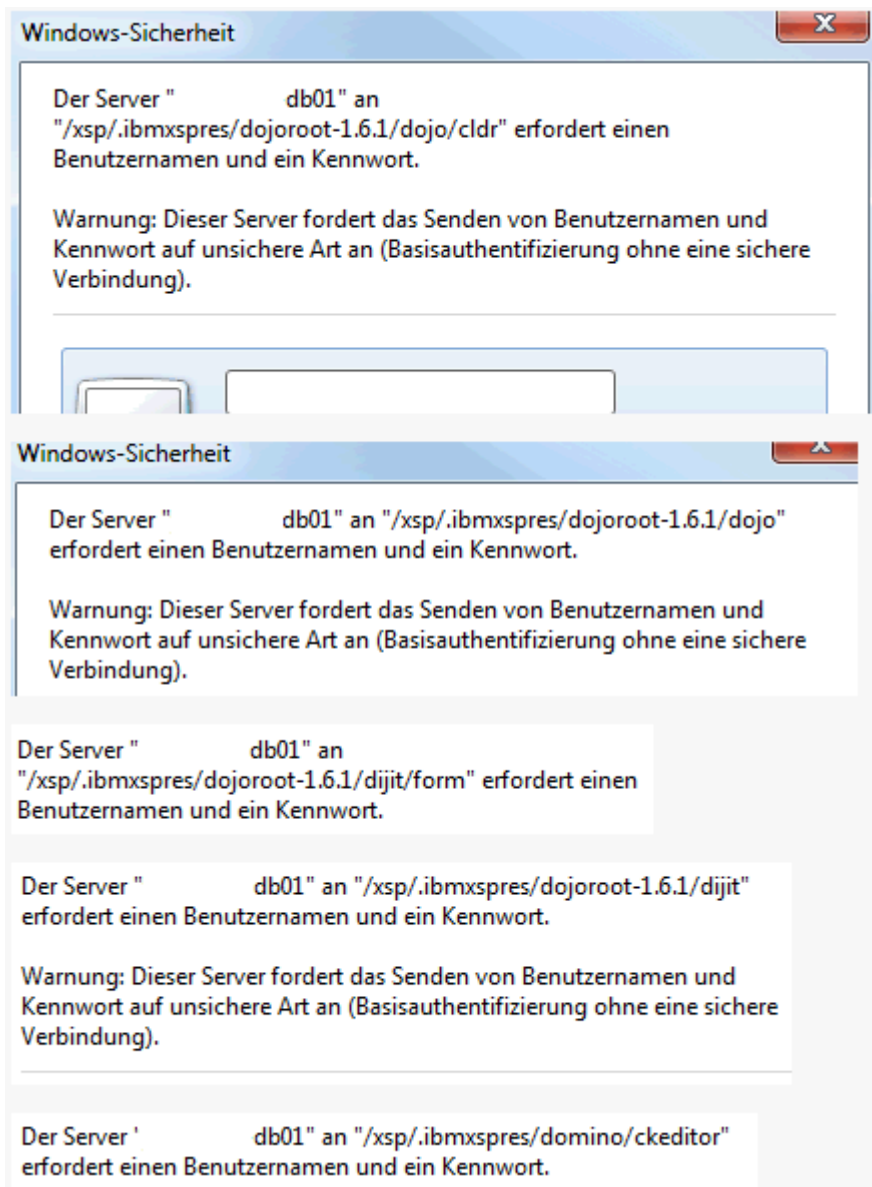 Windows-Sicherheit
Der Server " db01" an
"/xsp/.ibmxspres/dojoroot-1.6.1/dojo/cldr" erfordert einen
Benutzernamen und ein Kennwort.
Warnung: Dieser Server fordert das Senden von Benutzernamen und
Kennwort auf unsichere Art an (Basisauthentifizierung ohne eine sichere
Verbindung).
Windows-Sicherheit
Der Server " db01" an "/xsp/.ibmxspres/dojoroot-1.6.1/dojo"
erfordert einen Benutzernamen und ein Kennwort.
Warnung: Dieser Server fordert das Senden von Benutzernamen und
Kennwort auf unsichere Art an (Basisauthentifizierung ohne eine sichere
Verbindung).
Der Server " db01" an
"/xsp/.ibmxspres/dojoroot-1.6.1/dijit/form" erfordert einen
Benutzernamen und ein Kennwort.
Der Server " db01" an "/xsp/.ibmxspres/dojoroot-1.6.1/dijit"
erfordert einen Benutzernamen und ein Kennwort.
Warnung: Dieser Server fordert das Senden von Benutzernamen und
Kennwort auf unsichere Art an (Basisauthentifizierung ohne eine sichere
Verbindung).
Der Server ' db01" an "/xsp/.ibmxspres/domino/ckeditor"
erfordert einen Benutzernamen und ein Kennwort.